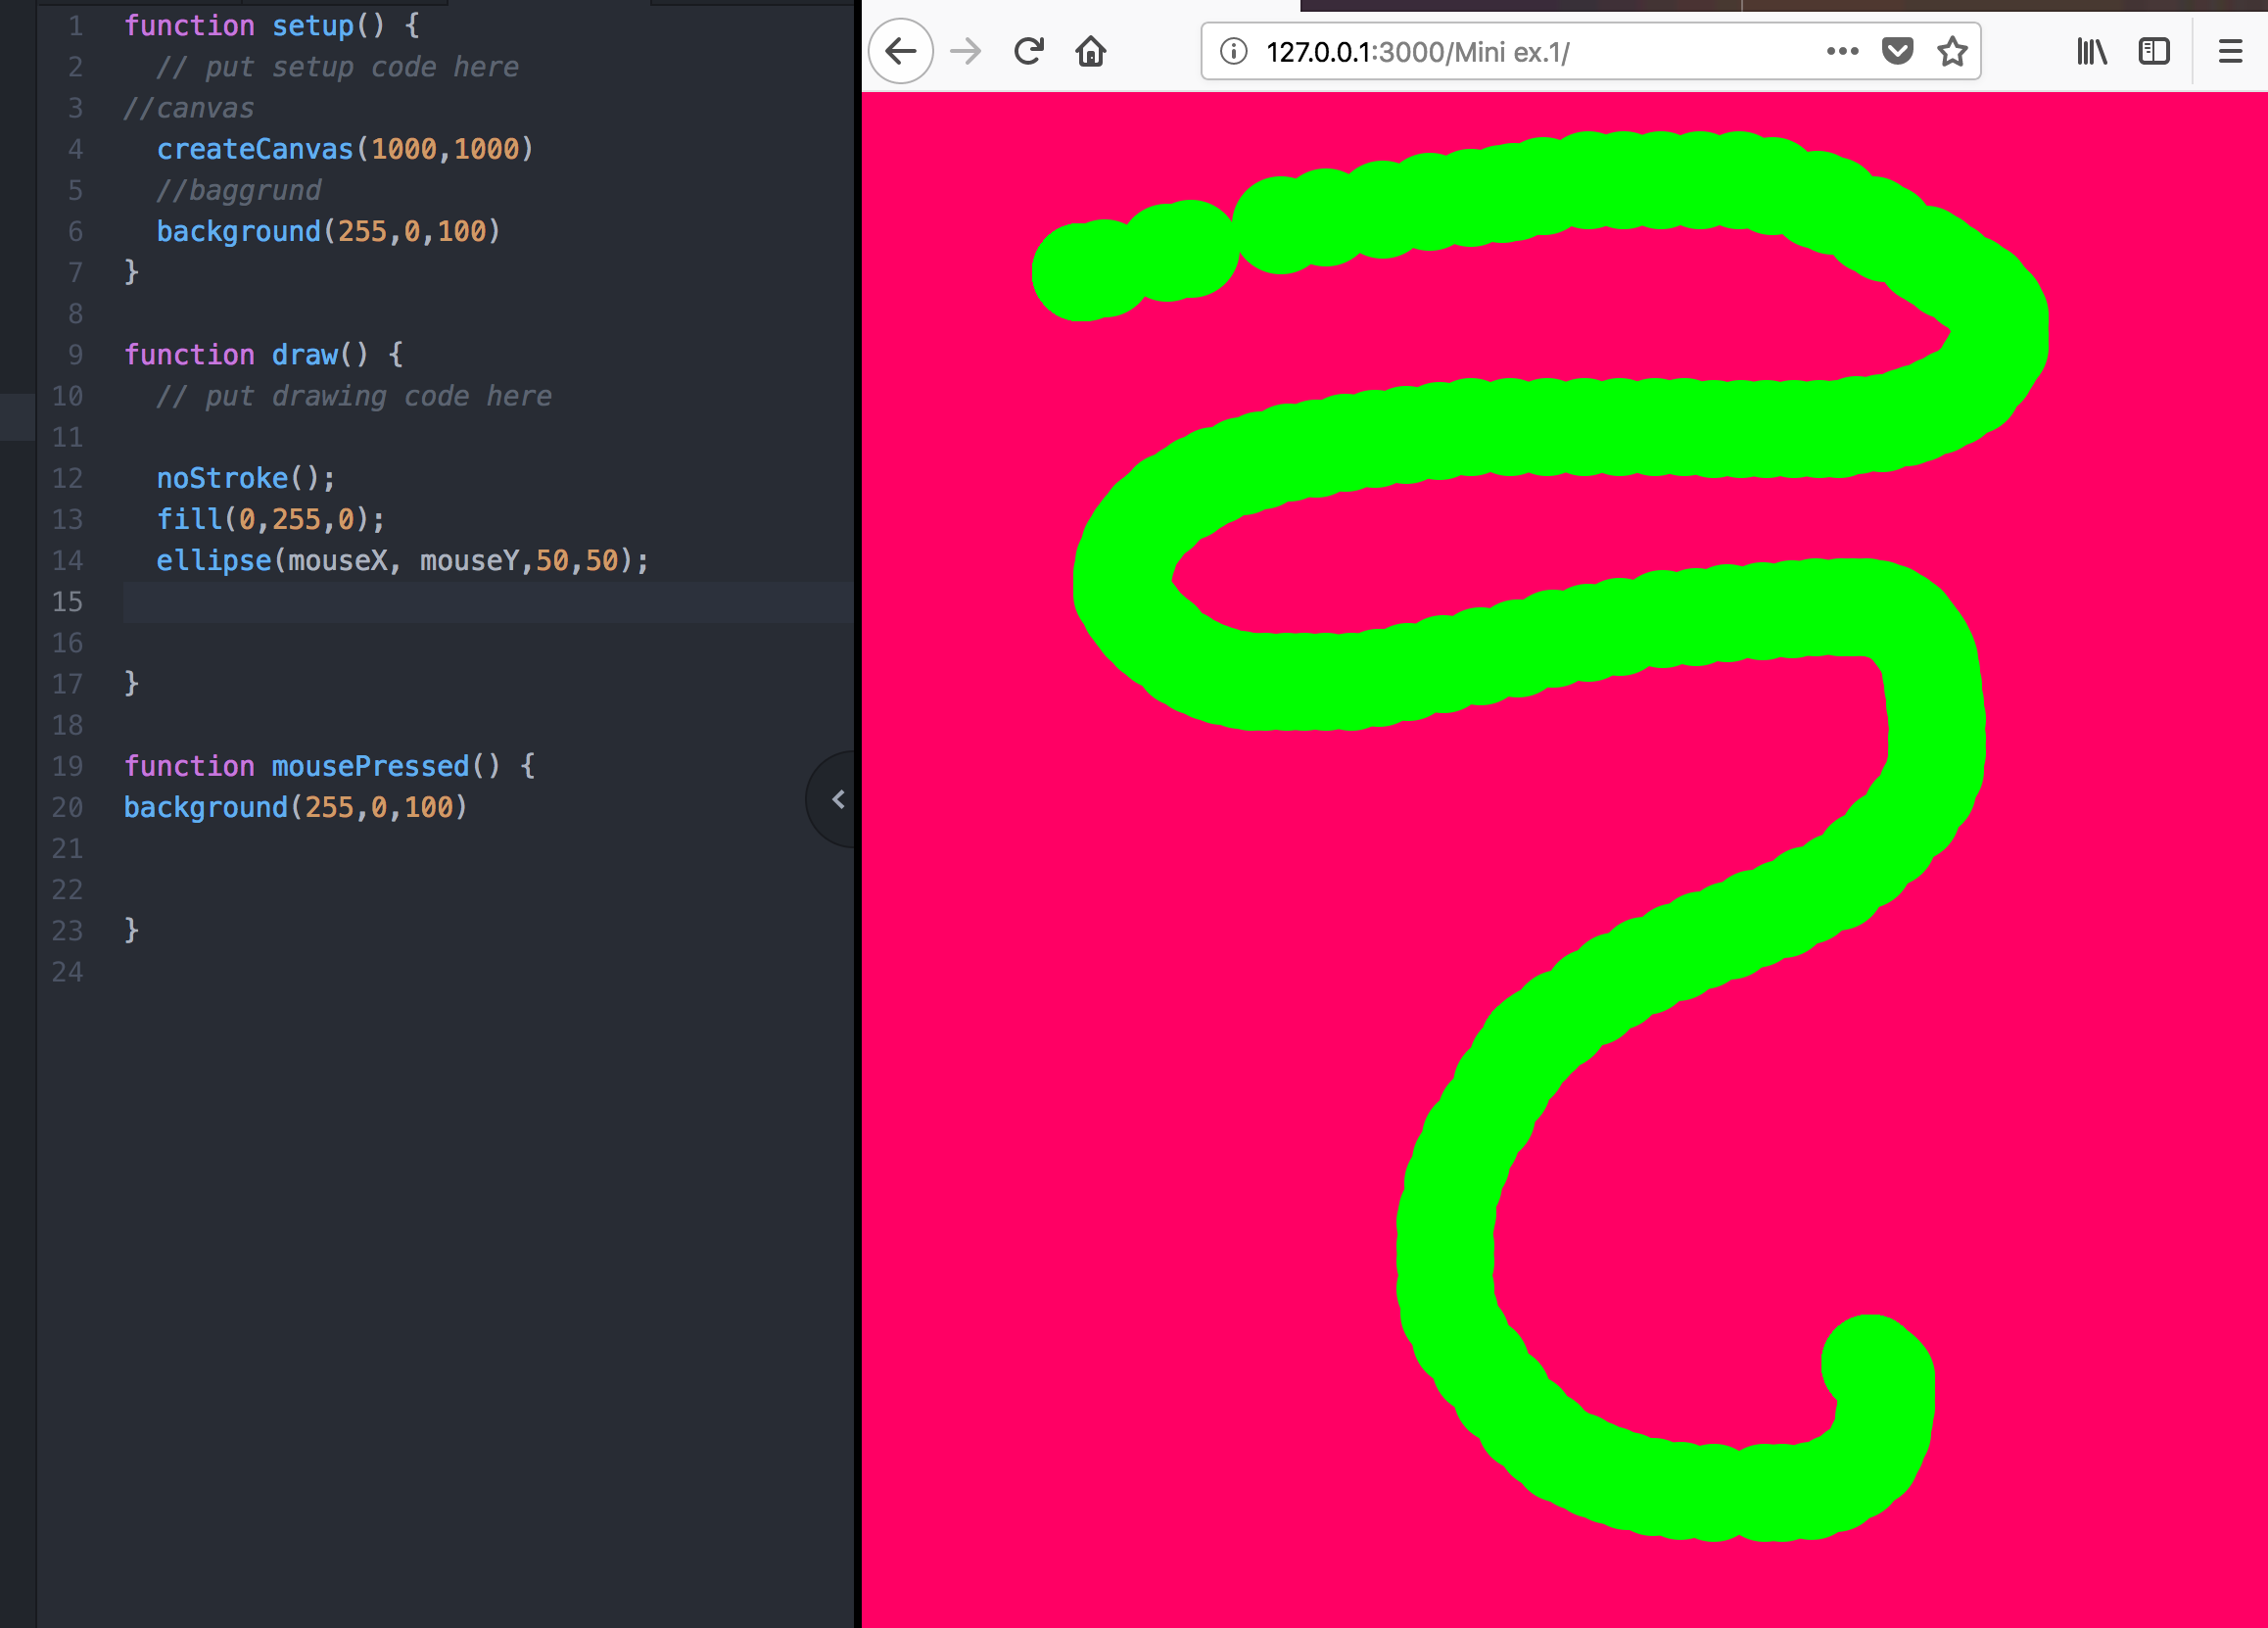 1 function setup() {
2 // put setup code here
3 //canvas
4 createCanvas(1000,1000)
5 //baggrund
6 background(255,0,100)
7 }
8
9 function draw() {
10 // put drawing code here
11
12 noStroke();
13 fill(0,255,0);
14 ellipse(mouseX, mouseY,50,50);
15
16
17 }
18
19 function mousePressed() {
20 background(255,0,100)
21
22
23 }
24
127.0.0.1:3000/Mini ex.1/